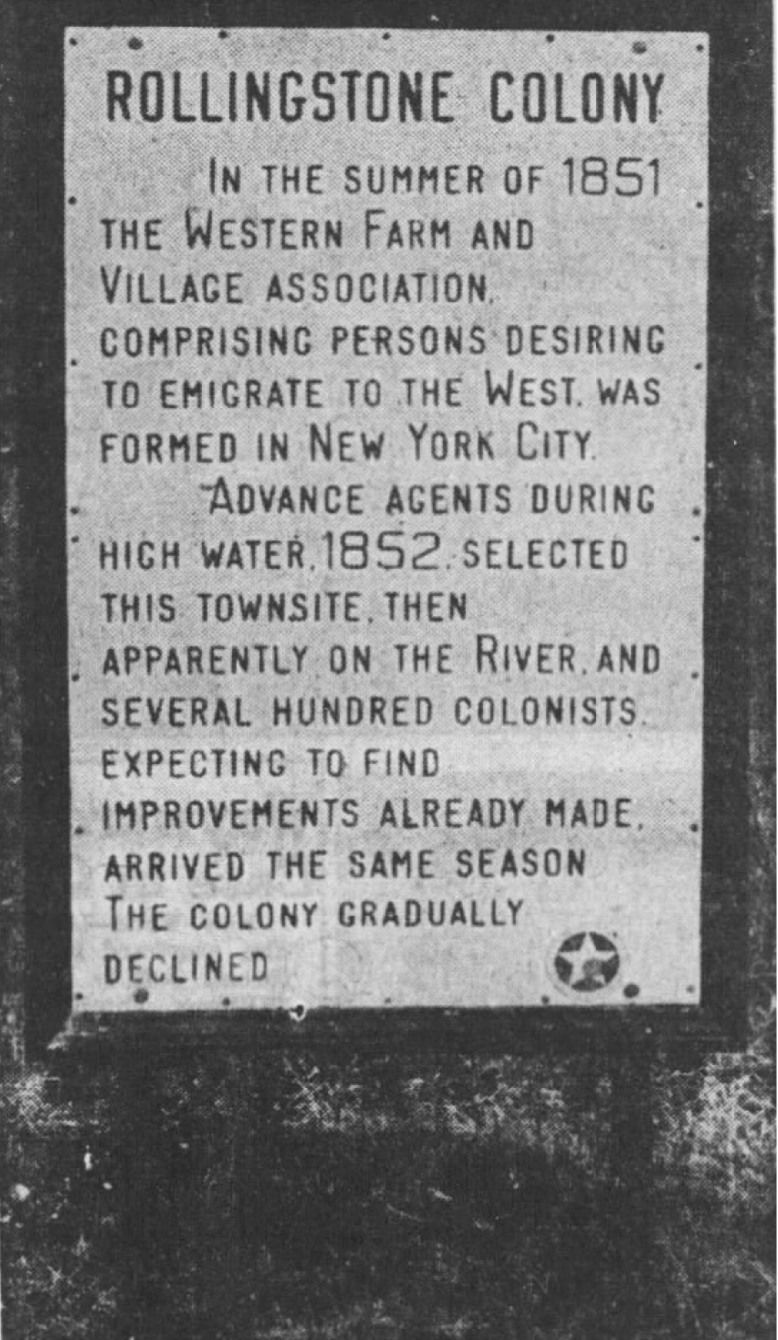 ROLLINGSTONE COLONY
IN THE SUMMER OF 1851
THE WESTERN FARM AND
VILLAGE ASSOCIATION,
COMPRISING PERSONS DESIRING
TO EMIGRATE TO THE WEST, WAS
FORMED IN NEW YORK CITY.
ADVANCE AGENTS DURING
HIGH WATER, 1852, SELECTED
THIS TOWNSITE, THEN
APPARENTLY ON THE RIVER, AND
SEVERAL HUNDRED COLONISTS,
EXPECTING TO FIND
IMPROVEMENTS ALREADY MADE,
ARRIVED THE SAME SEASON
THE COLONY GRADUALLY
DECLINED